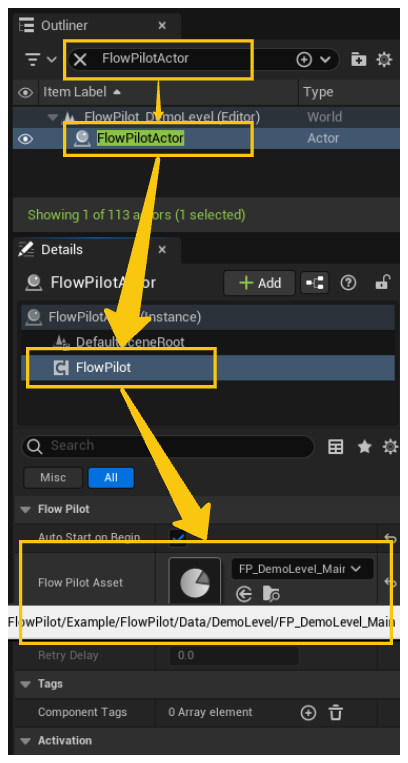 Outliner
FlowPilotActor
Item Label
Type
FlowPilot_DemoLevel (Editor)
World
FlowPilotActor
Actor
Showing 1 of 113 actors (1 selected)
Details
FlowPilotActor
Add
FlowPilotActor (Instance)
DefaultSceneRoot
FlowPilot
Search
Misc
All
Flow Pilot
Auto Start on Begin
Flow Pilot Asset
FP_DemoLevel_Main
FlowPilot/Example/FlowPilot/Data/DemoLevel/FP_DemoLevel_Main
Retry Delay
0.0
Tags
Component Tags
0 Array element
Activation